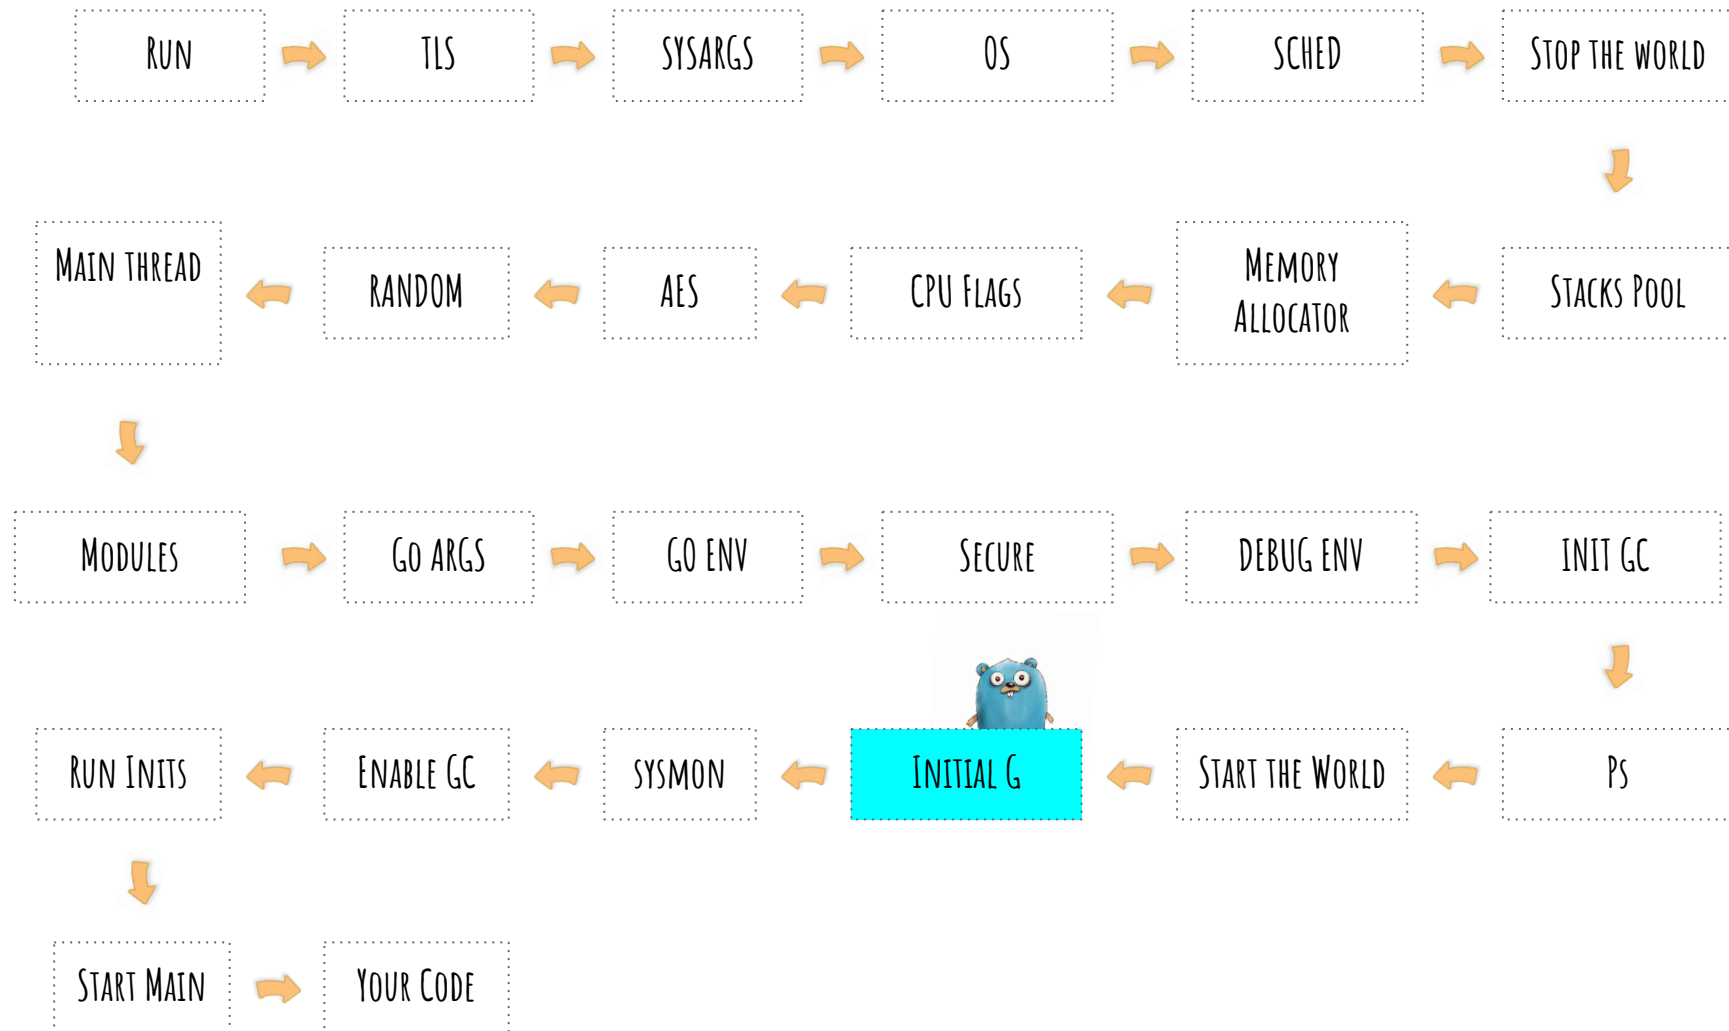 Run
TLS
SYSARGS
OS
SCHED
Stop the world
Main thread
RANDOM
AES
CPU Flags
Memory
Allocator
Stacks Pool
Modules
Go ARGS
GO ENV
Secure
DEBUG ENV
INIT GC
Run Inits
Enable GC
sysmon
Initial G
Start the World
Ps
Start Main
Your Code